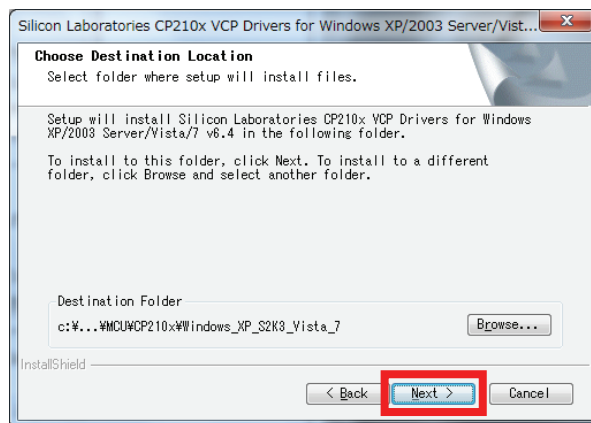 Silicon Laboratories CP210x VCP Drivers for Windows XP/2003 Server/Vist...
Choose Destination Location
Select folder where setup will install files.
Setup will install Silicon Laboratories CP210x VCP Drivers for Windows
XP/2003 Server/Vista/7 v6.4 in the following folder.
To install to this folder, click Next. To install to a different
folder, click Browse and select another folder.
Destination Folder
c:¥...¥MCU¥CP210x¥Windows_XP_S2K3_Vista_7
Browse...
InstallShield
< Back
Next >
Cancel